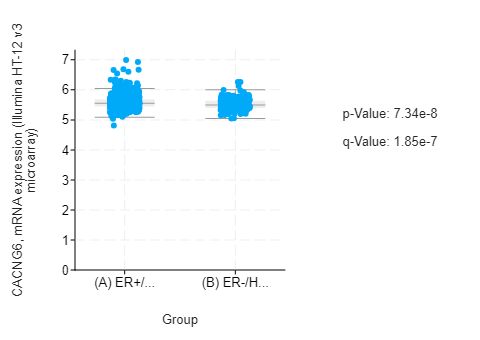 CACNG6, mRNA expression (Illumina HT-12 v3
microarray)
7
6
5
4
3
2
1
0
(A) ER+/...
(B) ER-/H...
Group
p-Value: 7.34e-8
q-Value: 1.85e-7